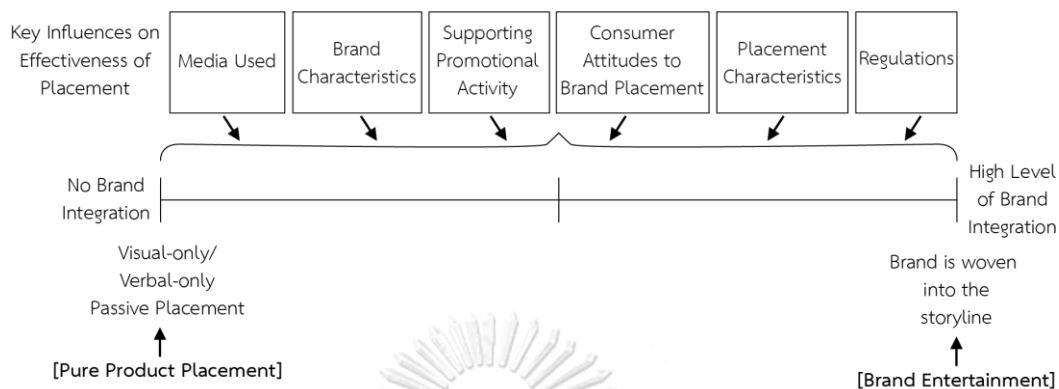 Key Influences on
Effectiveness of
Placement
Media Used
Brand
Characteristics
Supporting
Promotional
Activity
Consumer
Attitudes to
Brand Placement
Placement
Characteristics
Regulations
No Brand
Integration
High Level
of Brand
Integration
Visual-only/
Verbal-only
Passive Placement
[Pure Product Placement]
Brand is woven
into the
storyline
[Brand Entertainment]